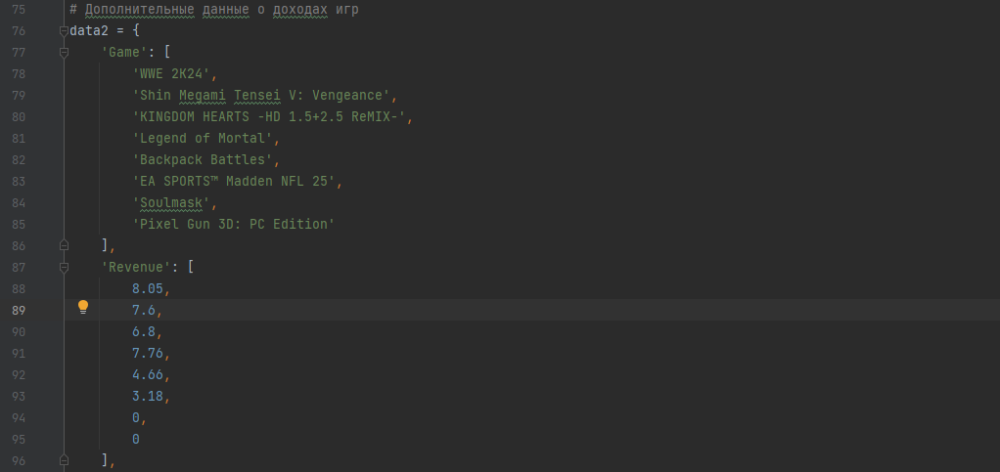 75 # Дополнительные данные о доходах игр
76 data2 = {
77 'Game': [
78 'WWE 2K24',
79 'Shin Megami Tensei V: Vengeance',
80 'KINGDOM HEARTS -HD 1.5+2.5 ReMIX-',
81 'Legend of Mortal',
82 'Backpack Battles',
83 'EA SPORTS™ Madden NFL 25',
84 'Soulmask',
85 'Pixel Gun 3D: PC Edition'
86 ],
87 'Revenue': [
88 8.05,
89 7.6,
90 6.8,
91 7.76,
92 4.66,
93 3.18,
94 0,
95 0
96 ],